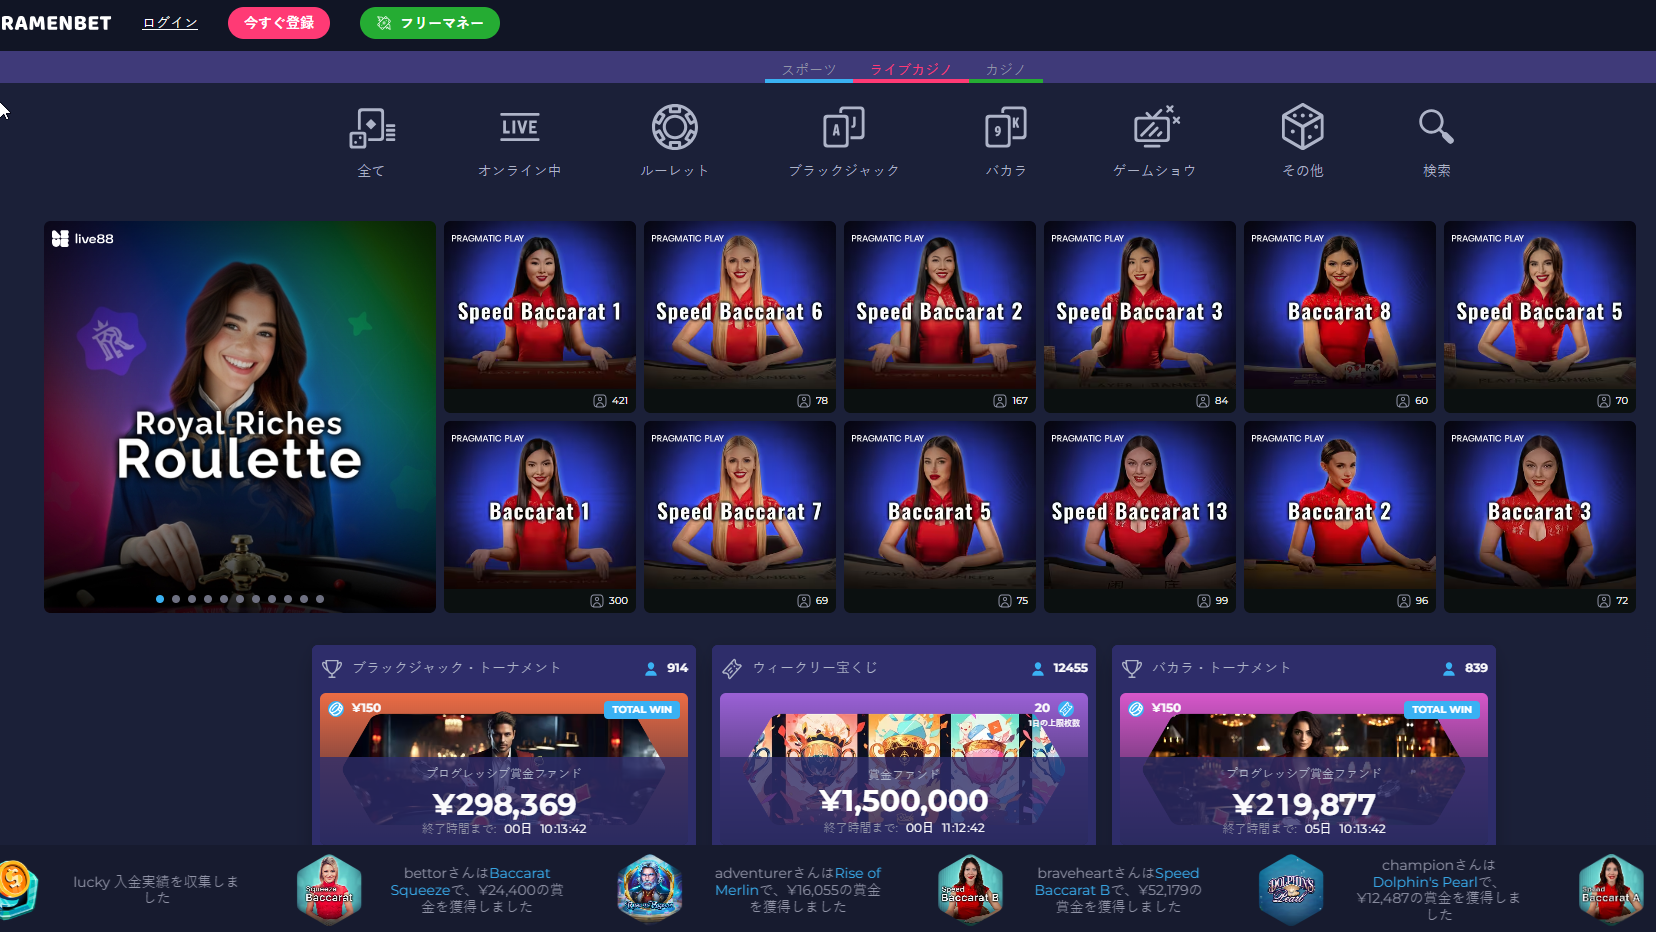 RAMENBET
ログイン
今すぐ登録
フリーマネー
スポーツ
ライブカジノ
カジノ
LIVE
A J
9 K
全て
オンライン中
ルーレット
ブラックジャック
バカラ
ゲームショウ
その他
検索
live88
Royal Riches
Roulette
PRAGMATIC PLAY
Speed Baccarat 1
421
PRAGMATIC PLAY
Speed Baccarat 6
78
PRAGMATIC PLAY
Speed Baccarat 2
167
PRAGMATIC PLAY
Speed Baccarat 3
84
PRAGMATIC PLAY
Baccarat 8
60
PRAGMATIC PLAY
Speed Baccarat 5
70
PRAGMATIC PLAY
Baccarat 1
300
PRAGMATIC PLAY
Speed Baccarat 7
69
PRAGMATIC PLAY
Baccarat 5
75
PRAGMATIC PLAY
Speed Baccarat 13
99
PRAGMATIC PLAY
Baccarat 2
96
PRAGMATIC PLAY
Baccarat 3
72
ブラックジャック・トーナメント
914
¥150
TOTAL WIN
プログレッシブ賞金ファンド
¥298,369
終了時間まで: 00日 10:13:42
ウィークリー宝くじ
12455
20
1日の上限枚数
賞金ファンド
¥1,500,000
終了時間まで: 00日 11:12:42
バカラ・トーナメント
839
¥150
TOTAL WIN
プログレッシブ賞金ファンド
¥219,877
終了時間まで: 05日 10:13:42
lucky 入金実績を収集しま
した
Squeeze
Baccarat
bettorさんはBaccarat
Squeezeで、¥24,400の賞
金を獲得しました
adventurerさんはRise of
Merlinで、¥16,055の賞金
を獲得しました
Speed
Baccarat B
braveheartさんはSpeed
Baccarat Bで、¥52,179の
賞金を獲得しました
DOLPHIN'S
Pearl
championさんは
Dolphin's Pearlで、
¥12,487の賞金を獲得しま
した
Speed
Baccarat A